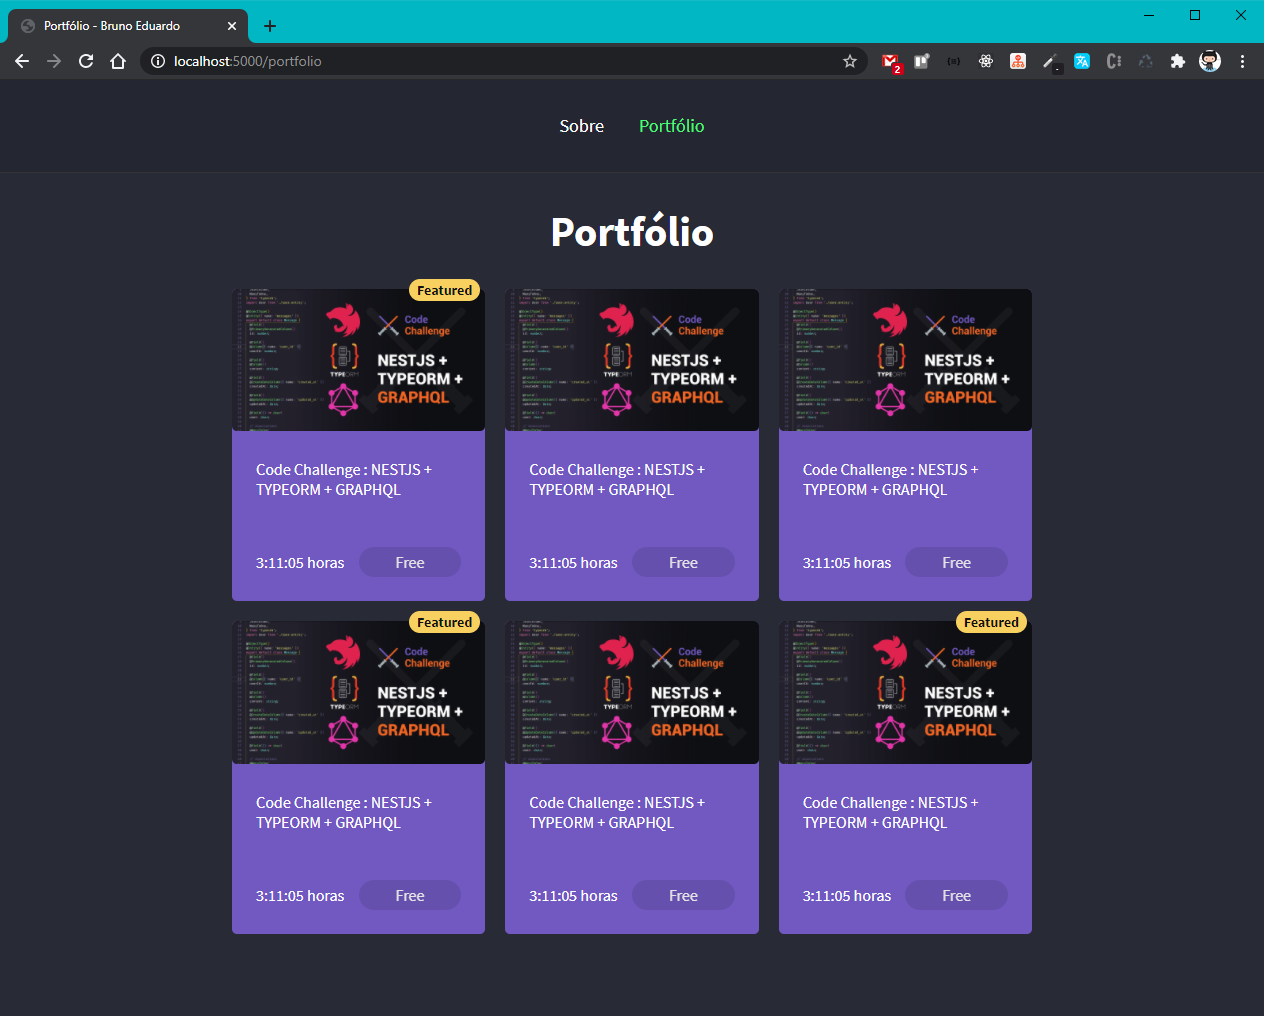 Portfólio - Bruno Eduardo
localhost:5000/portfolio
2
Sobre
Portfólio
Portfólio
Featured
Code
Challenge
TYPEORM
NESTJS +
TYPEORM +
GRAPHQL
Code Challenge : NESTJS +
TYPEORM + GRAPHQL
3:11:05 horas
Free
Code
Challenge
TYPEORM
NESTJS +
TYPEORM +
GRAPHQL
Code Challenge : NESTJS +
TYPEORM + GRAPHQL
3:11:05 horas
Free
Code
Challenge
TYPEORM
NESTJS +
TYPEORM +
GRAPHQL
Code Challenge : NESTJS +
TYPEORM + GRAPHQL
3:11:05 horas
Free
Featured
Code
Challenge
TYPEORM
NESTJS +
TYPEORM +
GRAPHQL
Code Challenge : NESTJS +
TYPEORM + GRAPHQL
3:11:05 horas
Free
Code
Challenge
TYPEORM
NESTJS +
TYPEORM +
GRAPHQL
Code Challenge : NESTJS +
TYPEORM + GRAPHQL
3:11:05 horas
Free
Featured
Code
Challenge
TYPEORM
NESTJS +
TYPEORM +
GRAPHQL
Code Challenge : NESTJS +
TYPEORM + GRAPHQL
3:11:05 horas
Free